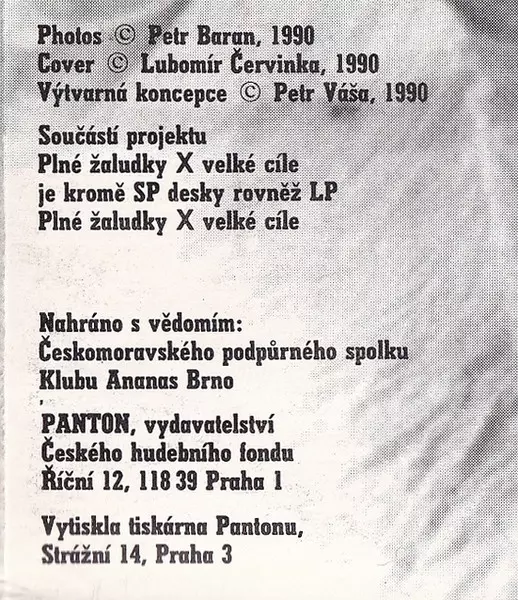 Photos © Petr Baran, 1990
Cover © Lubomír Červinka, 1990
Výtvarná koncepce © Petr Váša, 1990
Součástí projektu
Plné žaludky X velké cíle
je kromě SP desky rovněž LP
Plné žaludky X velké cíle
Nahráno s vědomím:
Českomoravského podpůrného spolku
Klubu Ananas Brno
PANTON, vydavatelství
Českého hudebního fondu
Říční 12, 118 39 Praha 1
Vytiskla tiskárna Pantonu,
Strážní 14, Praha 3